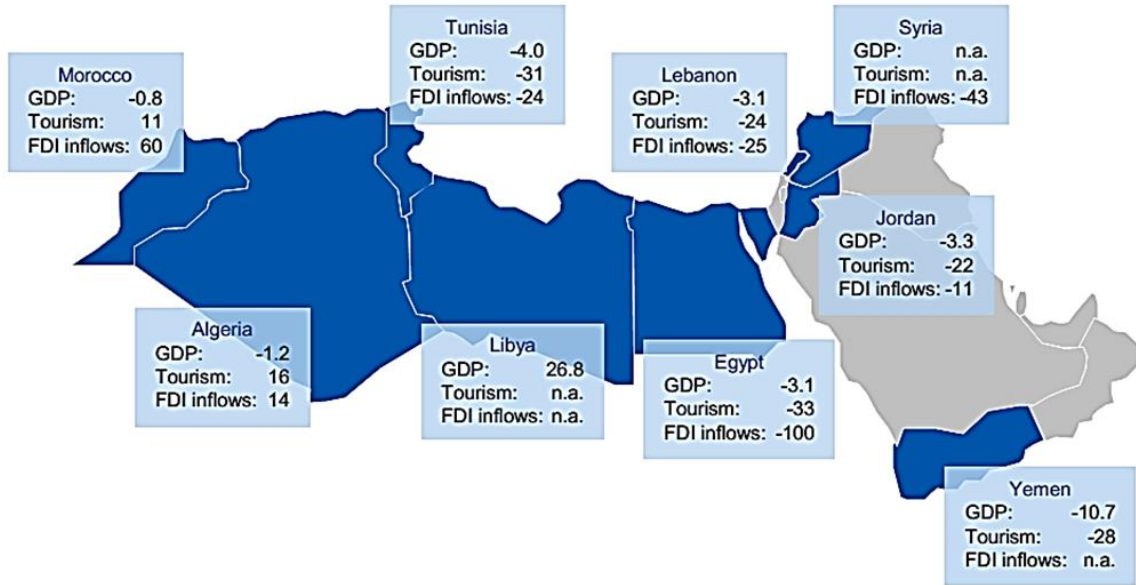 Tunisia
GDP: -4.0
Tourism: -31
FDI inflows: -24
Syria
GDP: n.a.
Tourism: n.a.
FDI inflows: -43
Morocco
GDP: -0.8
Tourism: 11
FDI inflows: 60
Lebanon
GDP: -3.1
Tourism: -24
FDI inflows: -25
Jordan
GDP: -3.3
Tourism: -22
FDI inflows: -11
Algeria
GDP: -1.2
Tourism: 16
FDI inflows: 14
Libya
GDP: 26.8
Tourism: n.a.
FDI inflows: n.a.
Egypt
GDP: -3.1
Tourism: -33
FDI inflows: -100
Yemen
GDP: -10.7
Tourism: -28
FDI inflows: n.a.